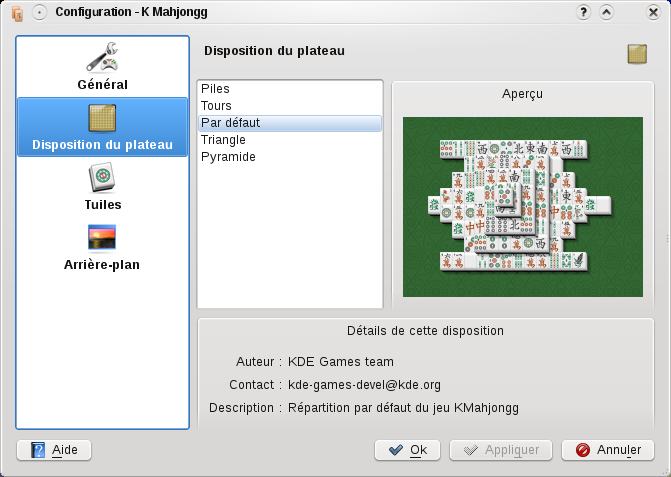 Configuration - K Mahjongg
Général
Disposition du plateau
Tuiles
Arrière-plan
Disposition du plateau
Piles
Tours
Par défaut
Triangle
Pyramide
Aperçu
Détails de cette disposition
Auteur : KDE Games team
Contact : kde-games-devel@kde.org
Description : Répartition par défaut du jeu KMahjongg
Aide
Ok
Appliquer
Annuler